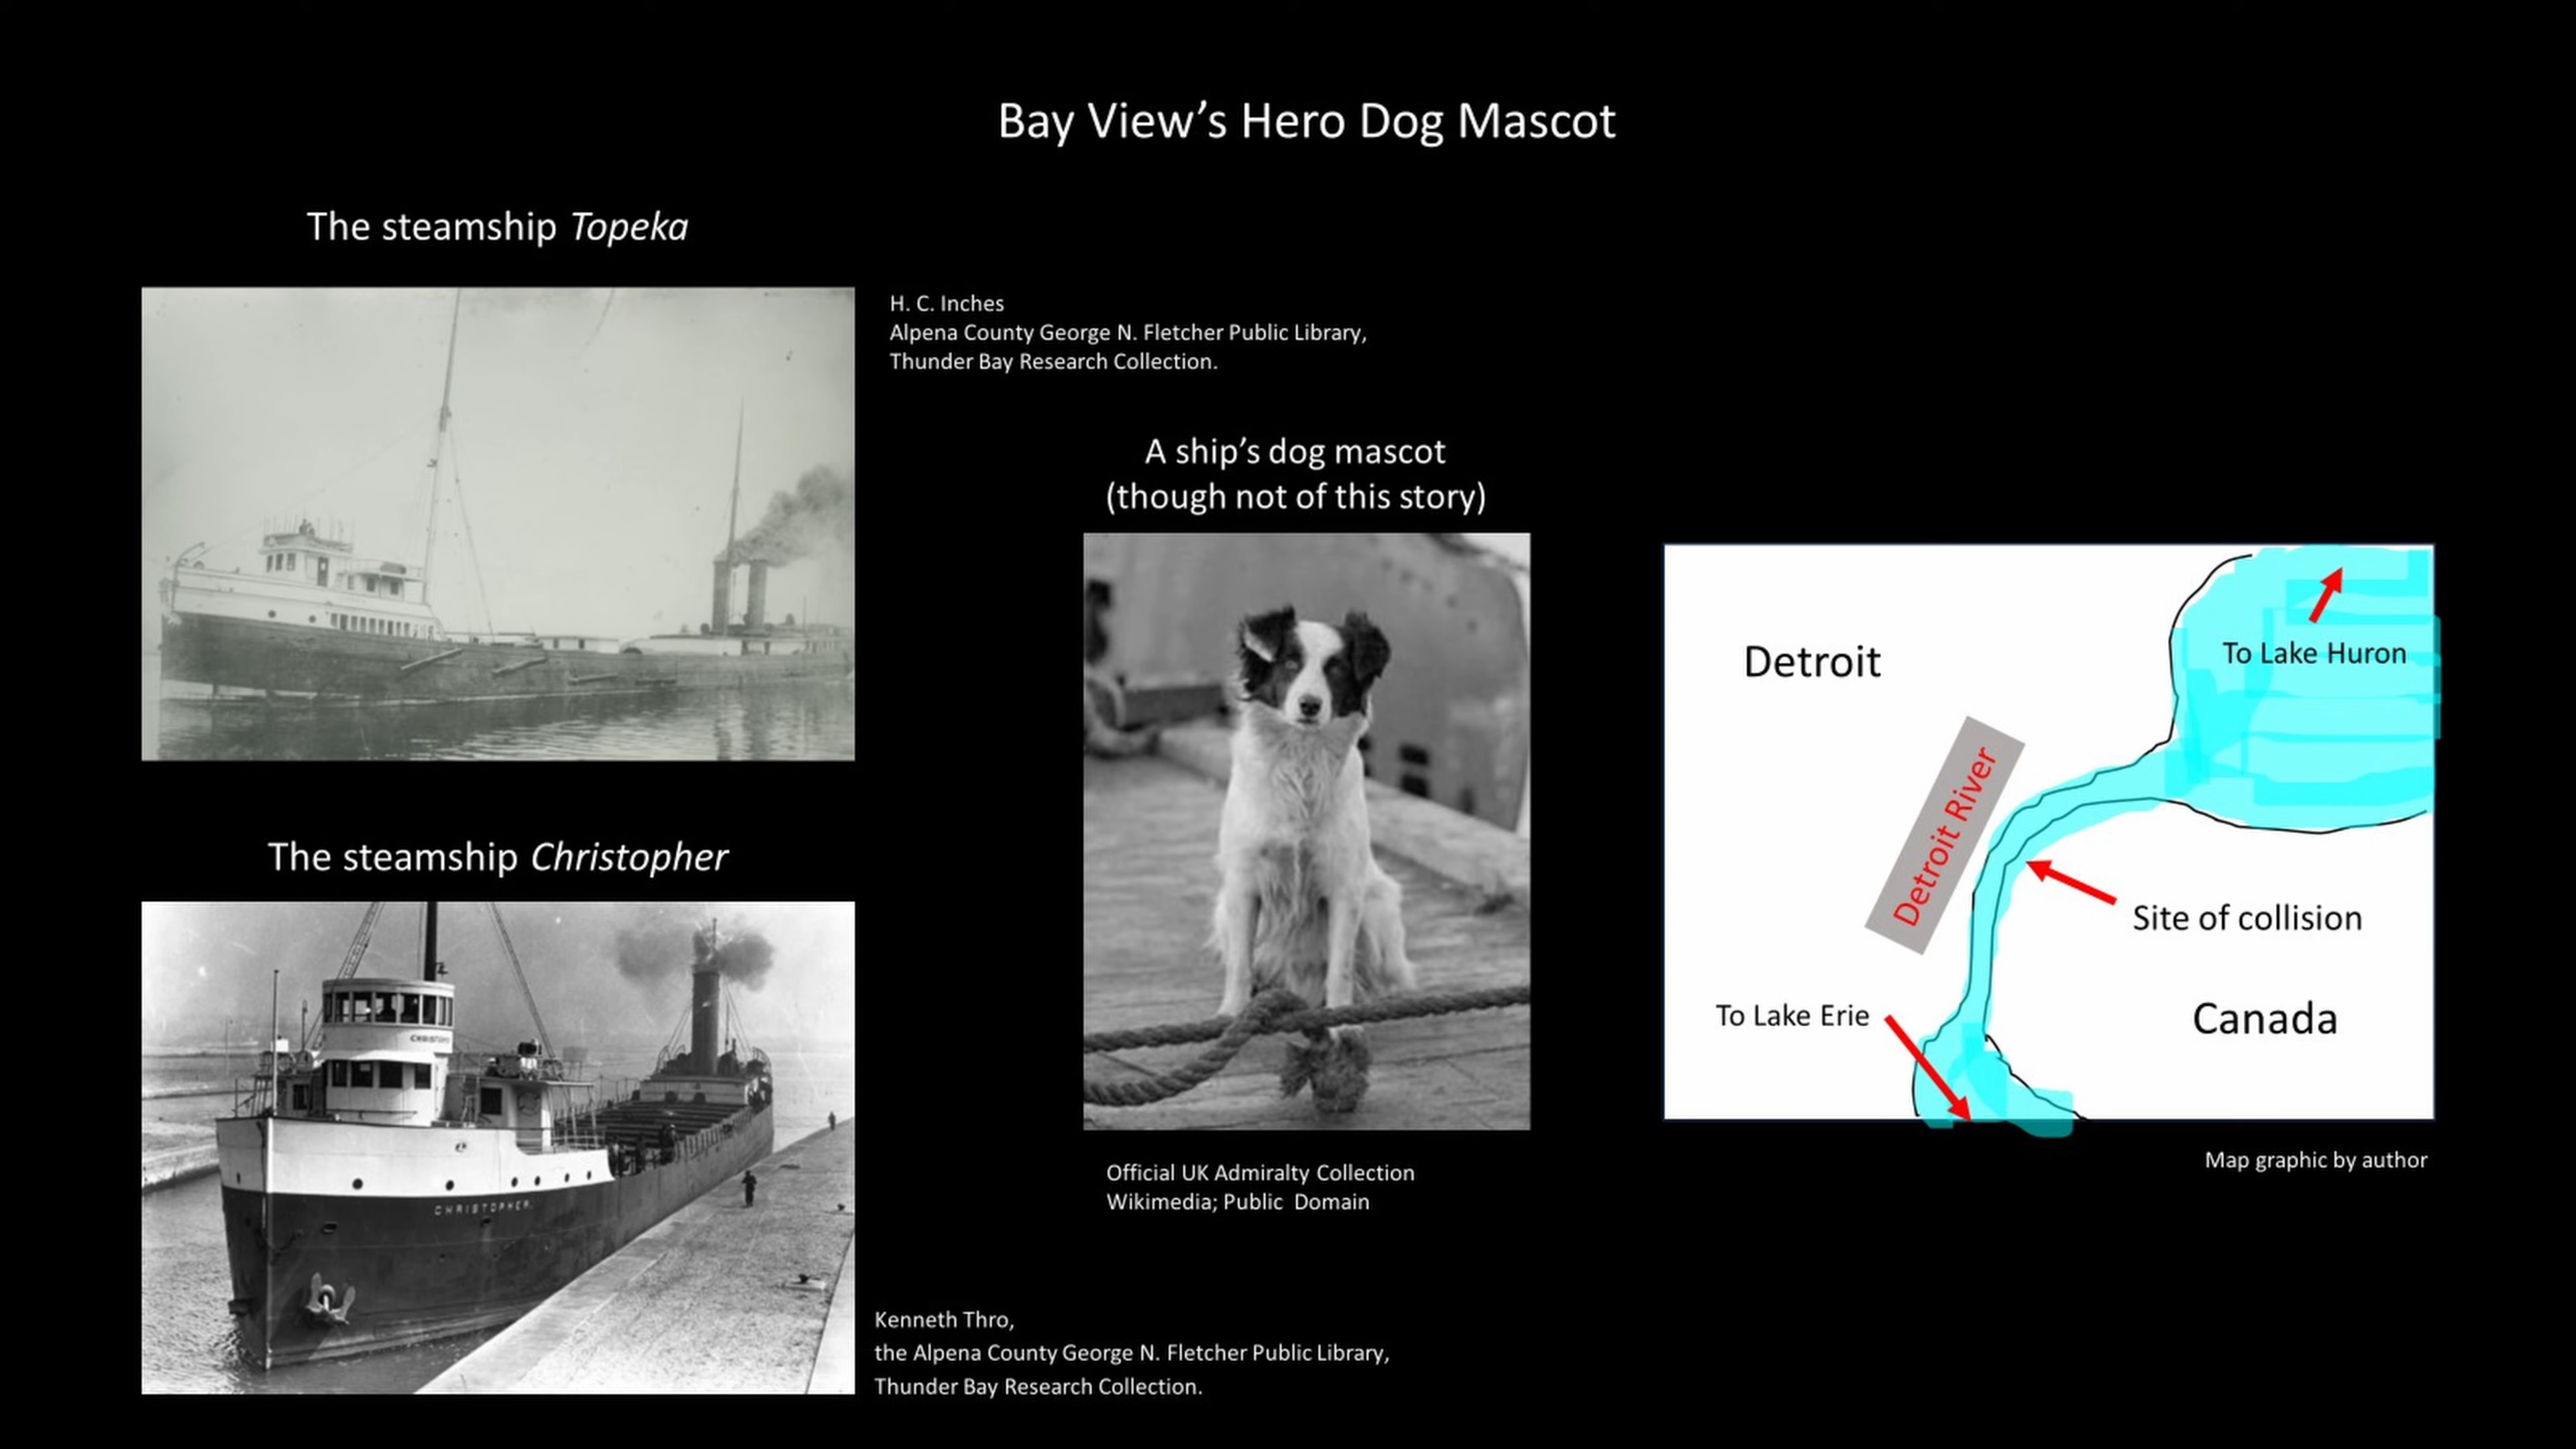 Bay View’s Hero Dog Mascot
The steamship Topeka
H. C. Inches
Alpena County George N. Fletcher Public Library,
Thunder Bay Research Collection.
A ship’s dog mascot
(though not of this story)
Detroit
To Lake Huron
Detroit River
Site of collision
To Lake Erie
Canada
Map graphic by author
The steamship Christopher
CHRISTOPHER
Official UK Admiralty Collection
Wikimedia; Public Domain
Kenneth Thro,
the Alpena County George N. Fletcher Public Library,
Thunder Bay Research Collection.